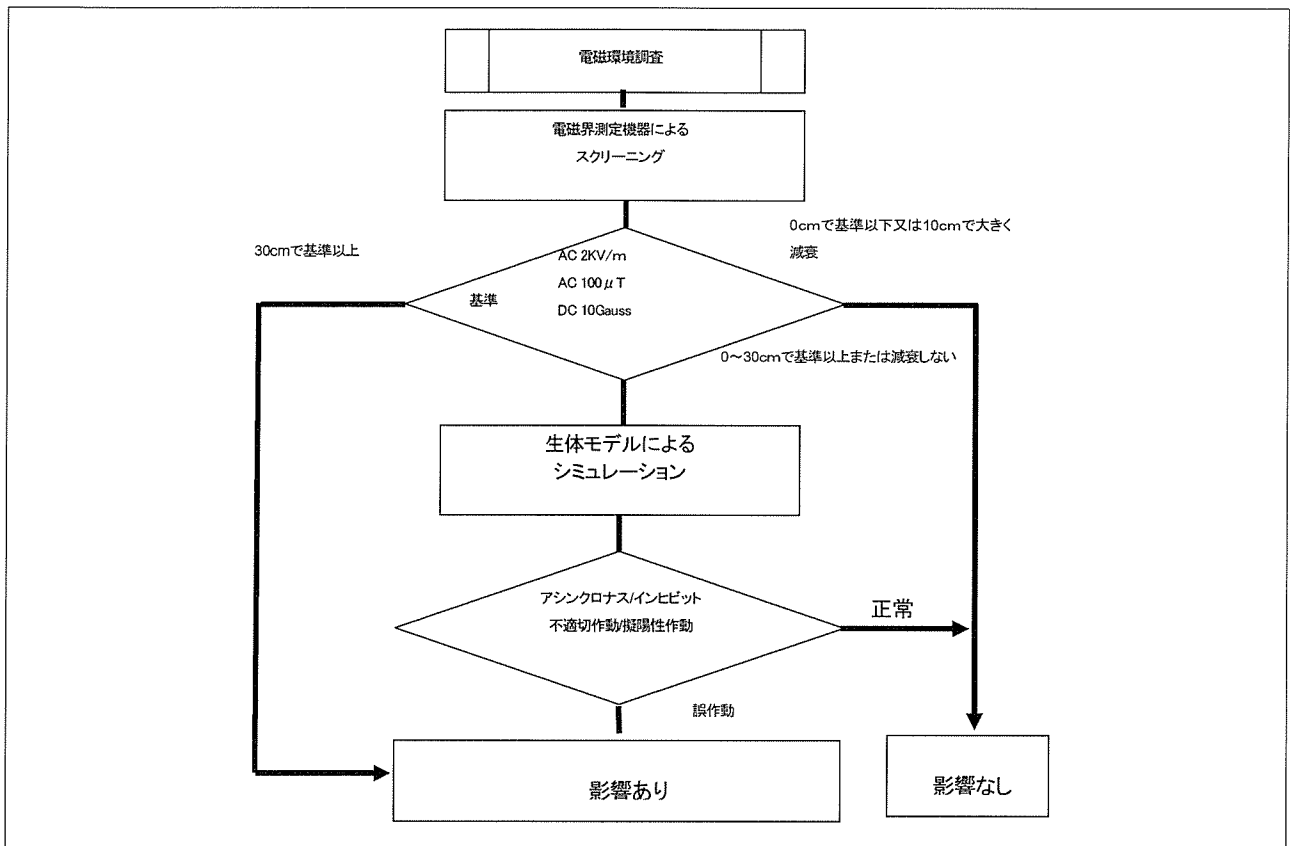 電磁環境調査
電磁界測定機器による
スクリーニング
30cmで基準以上
0cmで基準以下又は10cmで大きく
減衰
基準
AC 2KV/m
AC 100μT
DC 10Gauss
0～30cmで基準以上または減衰しない
生体モデルによる
シミュレーション
アシンクロナス/インヒビット
不適切作動/擬陽性作動
正常
誤作動
影響あり
影響なし